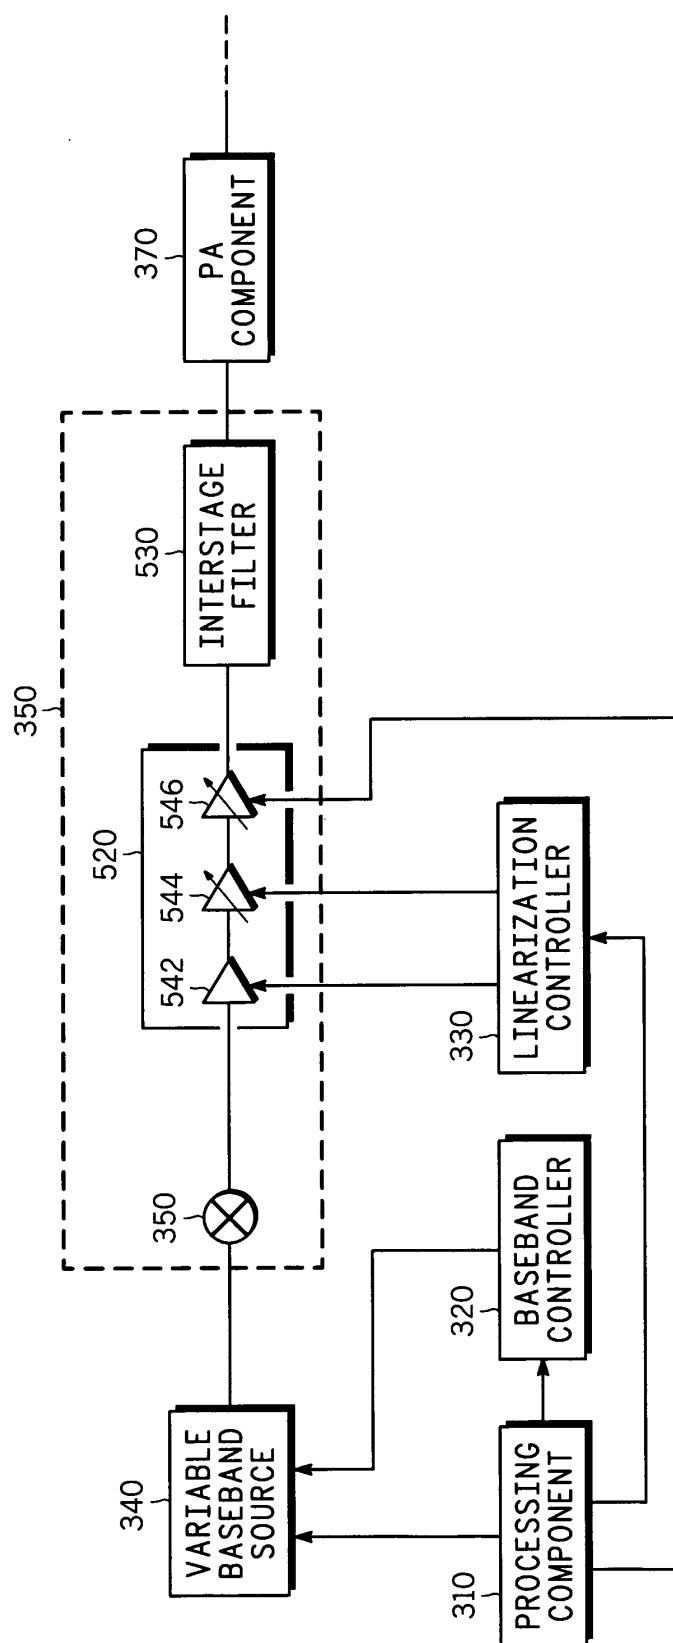 350
340
VARIABLE
BASEBAND
SOURCE
350
520
542
544
546
530
INTERSTAGE
FILTER
370
PA
COMPONENT
310
PROCESSING
COMPONENT
320
BASEBAND
CONTROLLER
330
LINEARIZATION
CONTROLLER